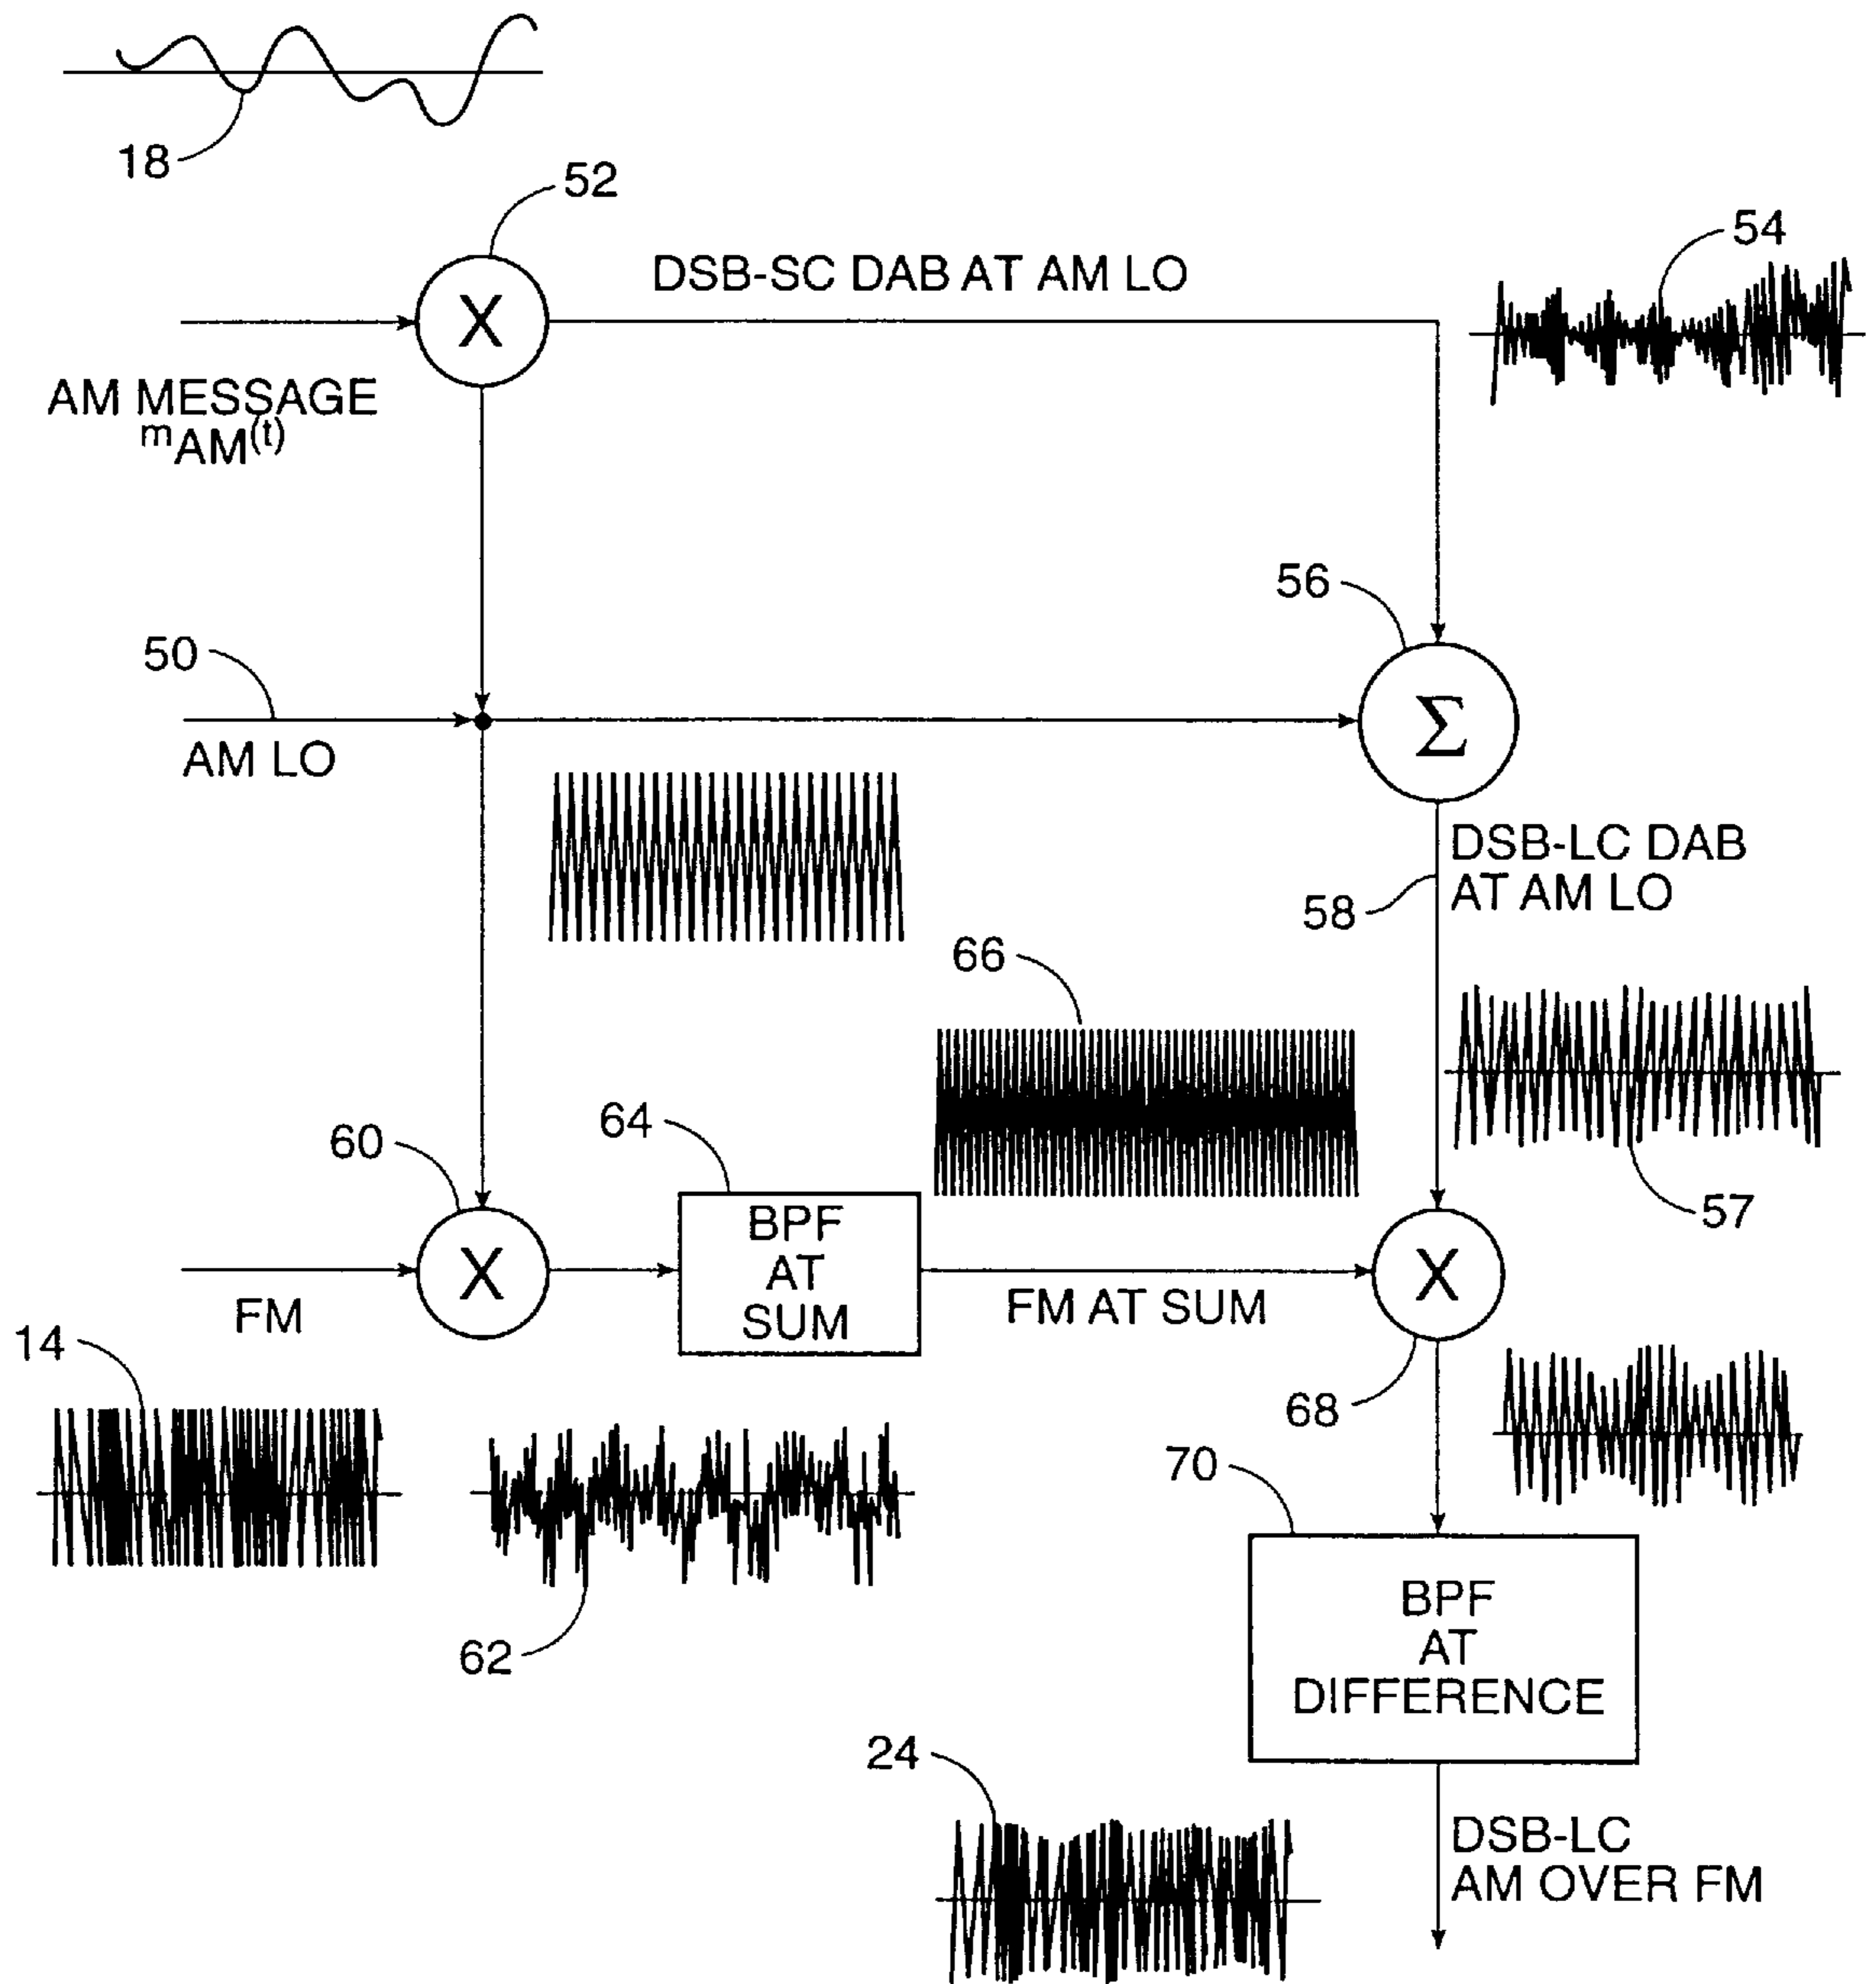 18
52
DSB-SC DAB AT AM LO
54
X
AM MESSAGE
mAM(t)
56
50
Σ
AM LO
DSB-LC DAB
AT AM LO
58
66
64
60
57
BPF
AT
SUM
X
X
FM
FM AT SUM
14
68
70
62
BPF
AT
DIFFERENCE
24
DSB-LC
AM OVER FM